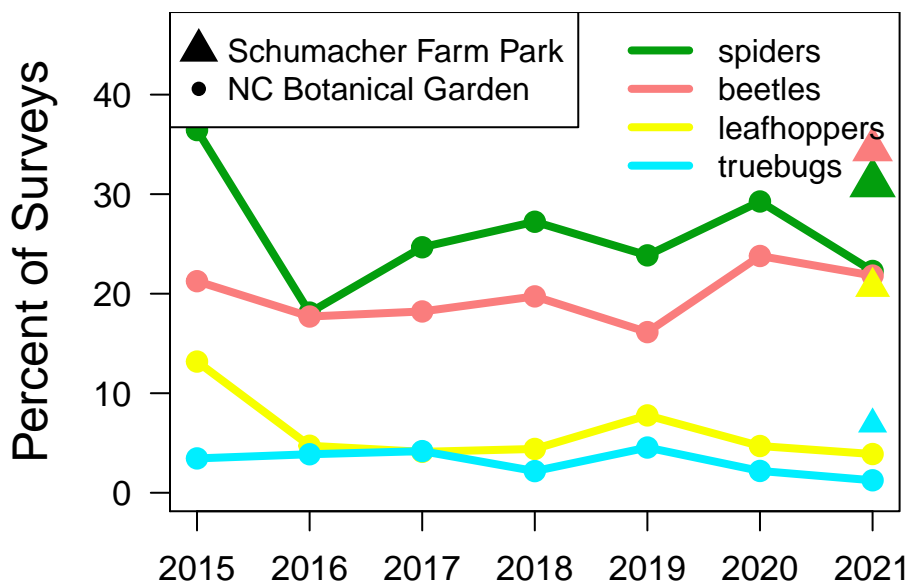 Schumacher Farm Park
NC Botanical Garden
spiders
beetles
leafhoppers
truebugs
Percent of Surveys
40
30
20
10
0
2015 2016 2017 2018 2019 2020 2021